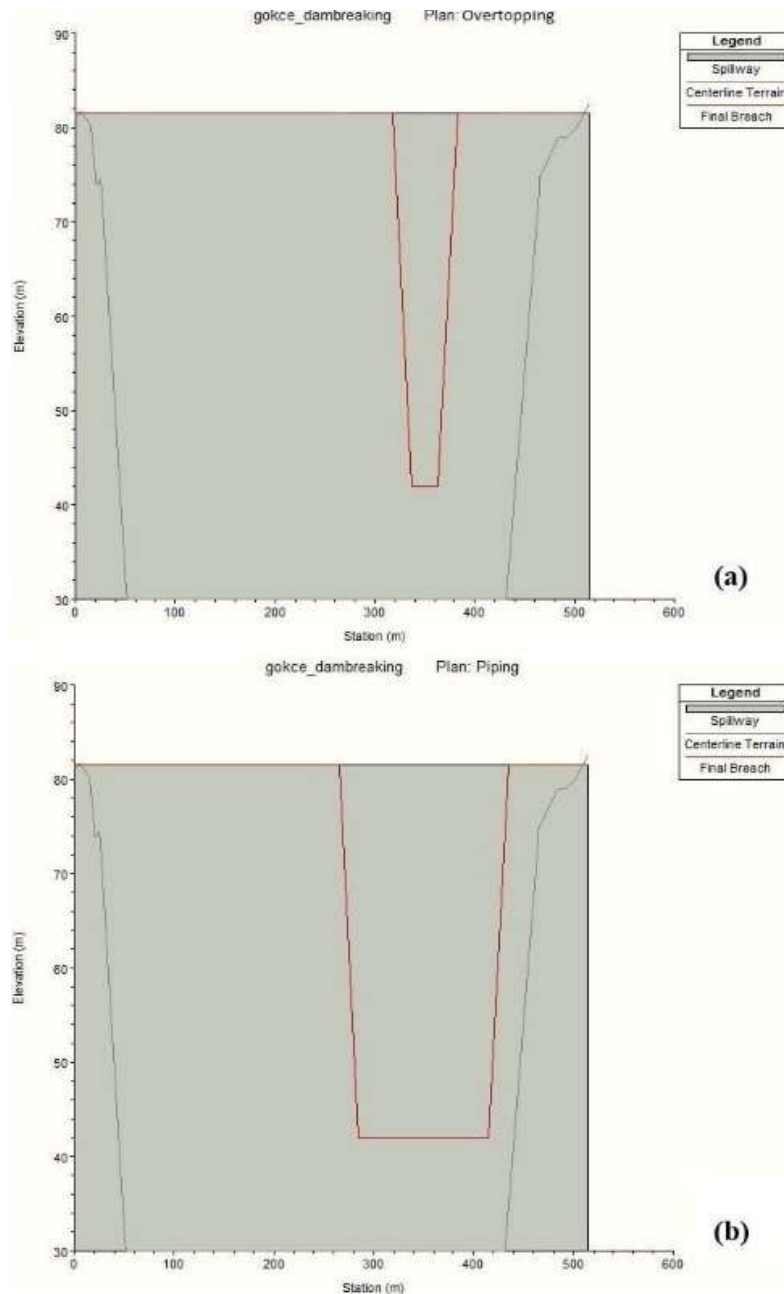 gokce_dambreaking Plan: Overtopping
Legend
Spillway
Centerline Terrain
Final Breach
90
80
70
60
50
40
30
Elevation (m)
0 100 200 300 400 500 600
Station (m)
(a)
gokce_dambreaking Plan: Piping
Legend
Spillway
Centerline Terrain
Final Breach
90
80
70
60
50
40
30
Elevation (m)
0 100 200 300 400 500 600
Station (m)
(b)